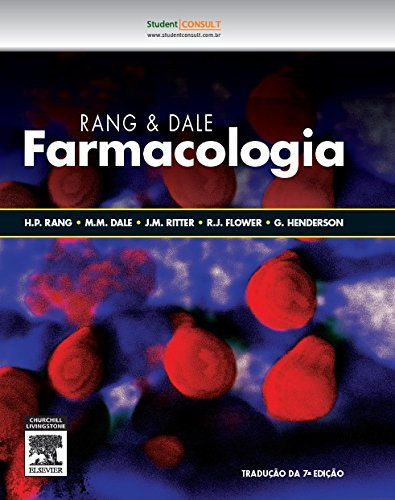 Student CONSULT
www.studentconsult.com.br
RANG & DALE
Farmacologia
H.P. RANG • M.M. DALE • J.M. RITTER • R.J. FLOWER • G. HENDERSON
CHURCHILL
LIVINGSTONE
ELSEVIER
TRADUÇÃO DA 7ª EDIÇÃO